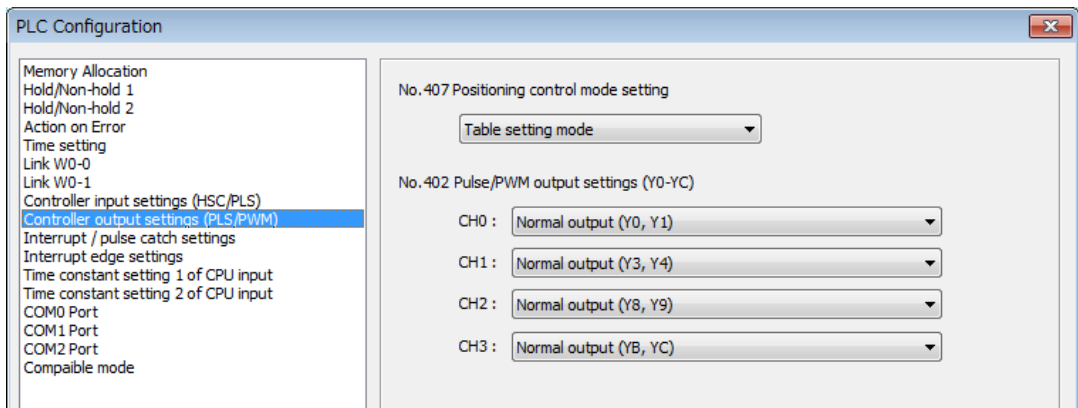 PLC Configuration
Memory Allocation
Hold/Non-hold 1
Hold/Non-hold 2
Action on Error
Time setting
Link W0-0
Link W0-1
Controller input settings (HSC/PLS)
Controller output settings (PLS/PWM)
Interrupt / pulse catch settings
Interrupt edge settings
Time constant setting 1 of CPU input
Time constant setting 2 of CPU input
COM0 Port
COM1 Port
COM2 Port
Compaible mode
No.407 Positioning control mode setting
Table setting mode
No.402 Pulse/PWM output settings (Y0-YC)
CH0 : Normal output (Y0, Y1)
CH1 : Normal output (Y3, Y4)
CH2 : Normal output (Y8, Y9)
CH3 : Normal output (YB, YC)